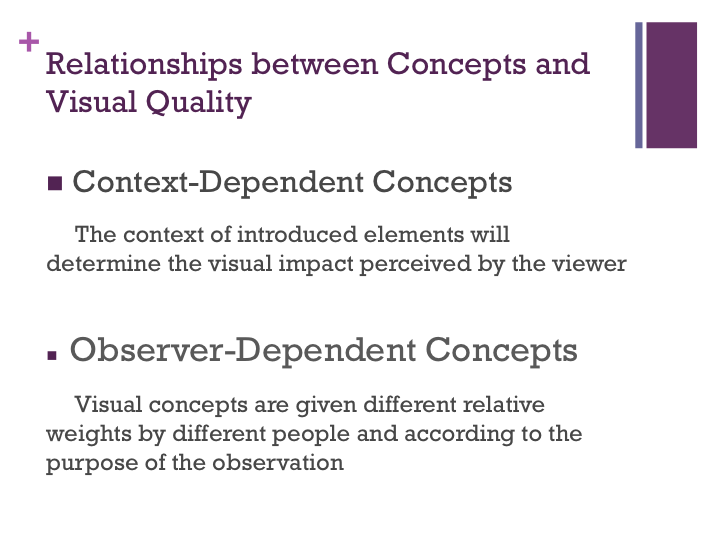 +
Relationships between Concepts and
Visual Quality
Context-Dependent Concepts
The context of introduced elements will
determine the visual impact perceived by the viewer
Observer-Dependent Concepts
Visual concepts are given different relative
weights by different people and according to the
purpose of the observation